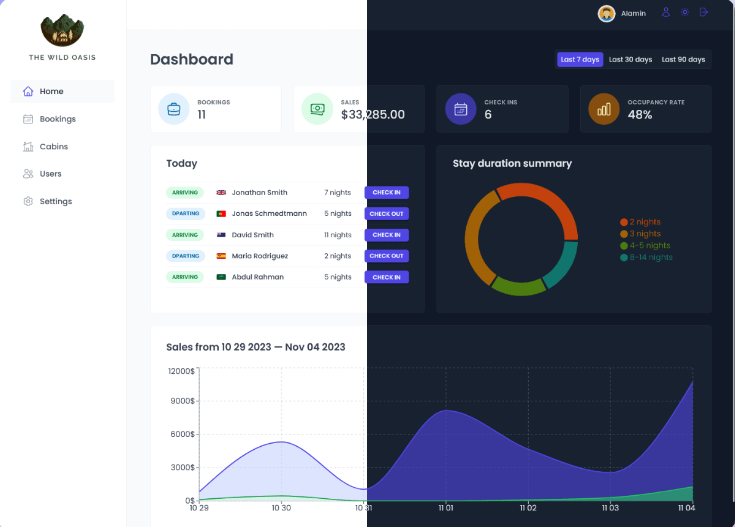 Alamin
THE WILD OASIS
Home
Bookings
Cabins
Users
Settings
Dashboard
Last 7 days Last 30 days Last 90 days
BOOKINGS
11
SALES
$33,285.00
CHECK INS
6
OCCUPANCY RATE
48%
Today
ARRIVING Jonathan Smith 7 nights CHECK IN
DPARTING Jonas Schmedtmann 5 nights CHECK OUT
ARRIVING David Smith 11 nights CHECK IN
DPARTING Maria Rodriguez 2 nights CHECK OUT
ARRIVING Abdul Rahman 5 nights CHECK IN
Stay duration summary
2 nights
3 nights
4-5 nights
8-14 nights
Sales from 10 29 2023 — Nov 04 2023
12000$
9000$
6000$
3000$
0$
10 29 10 30 10 31 11 01 11 02 11 03 11 04